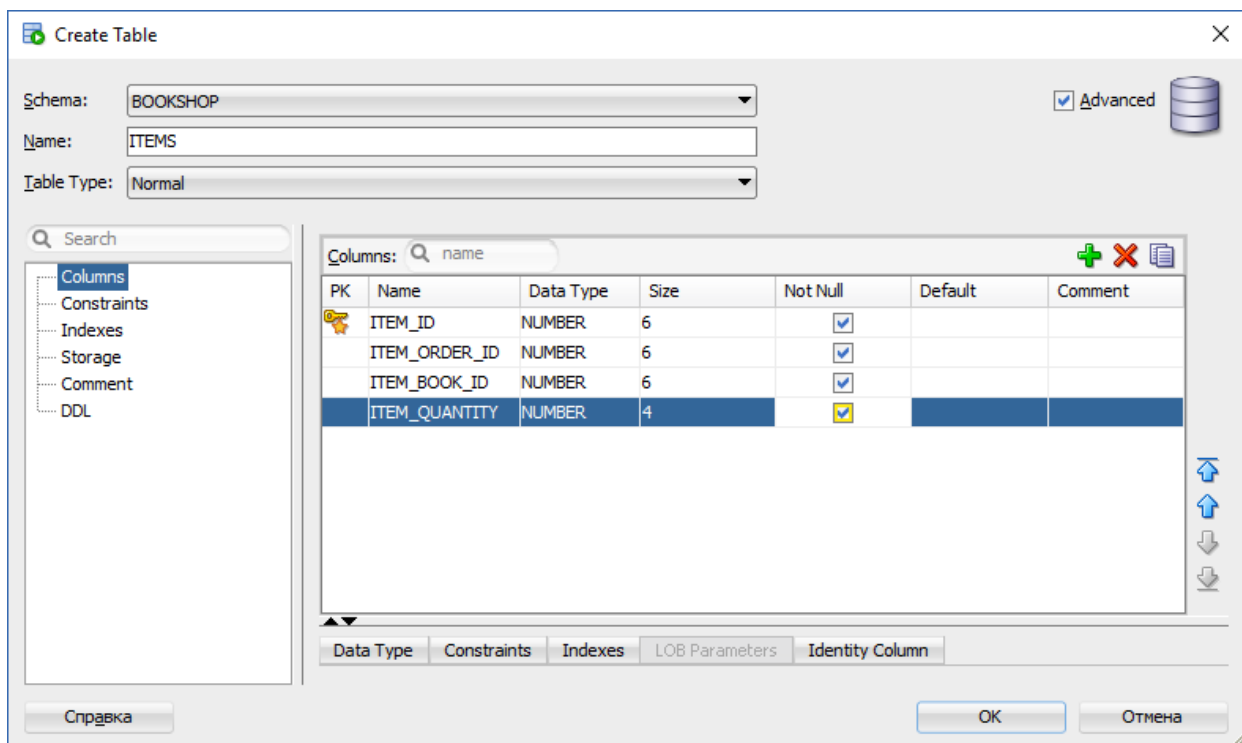 Create Table
Schema: BOOKSHOP Advanced
Name: ITEMS
Table Type: Normal
Search
Columns
Constraints
Indexes
Storage
Comment
DDL
Columns: name
PK Name Data Type Size Not Null Default Comment
ITEM_ID NUMBER 6
ITEM_ORDER_ID NUMBER 6
ITEM_BOOK_ID NUMBER 6
ITEM_QUANTITY NUMBER 4
Data Type Constraints Indexes LOB Parameters Identity Column
Справка OK Отмена